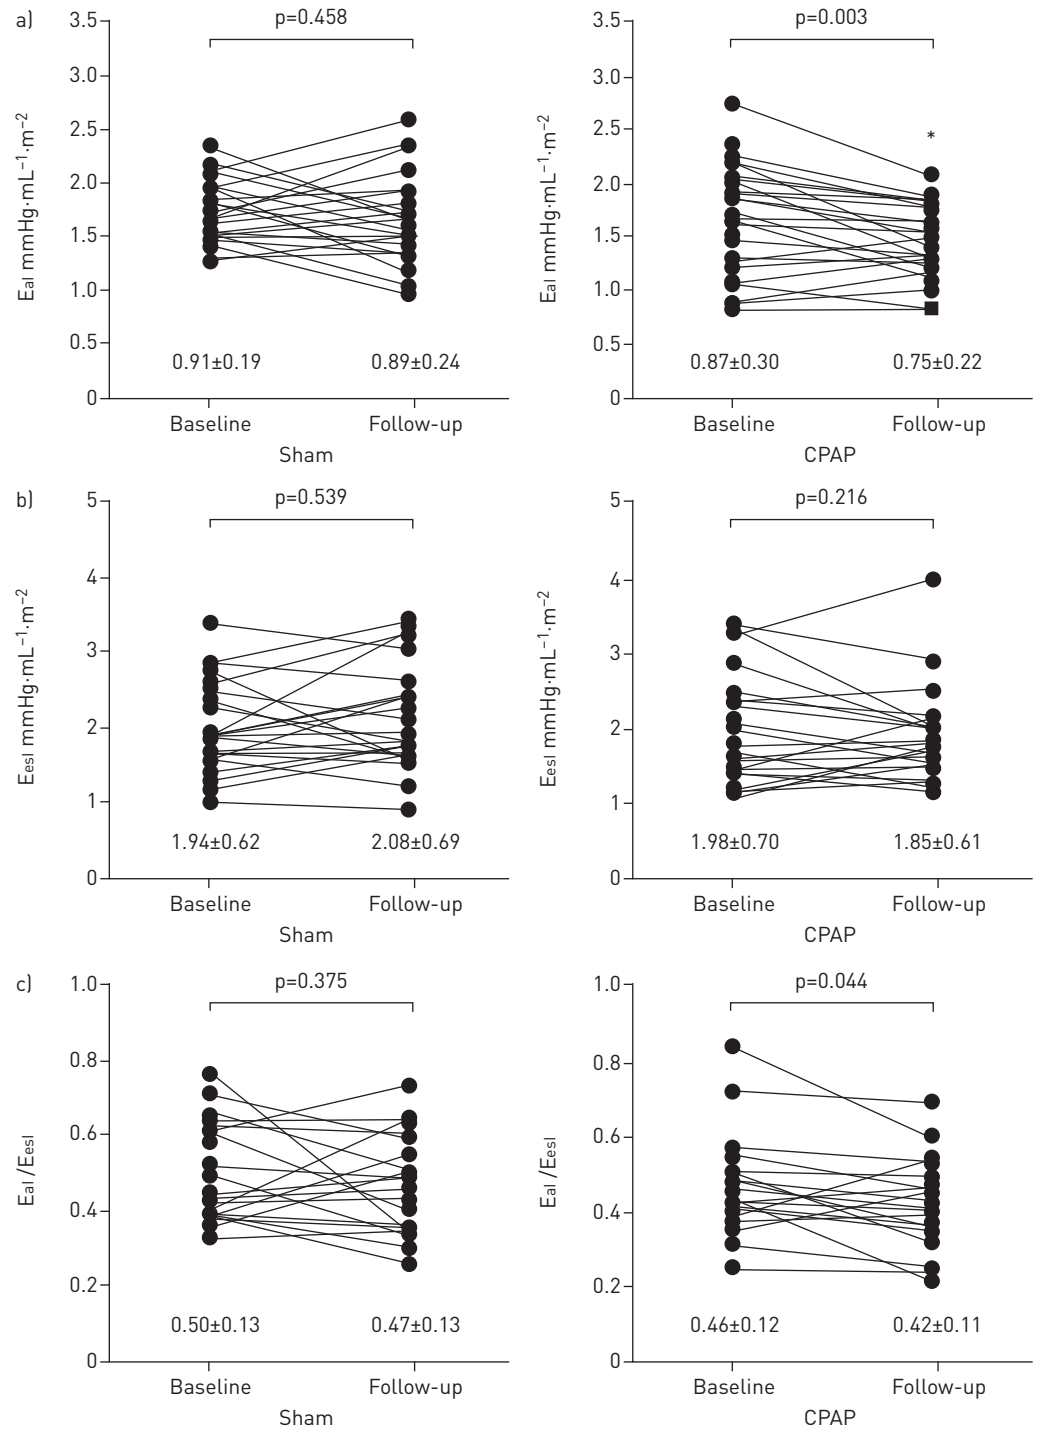 a)
p=0.458
3.5
3.0
2.5
2.0
1.5
1.0
0.5
0
EaI mmHg·mL−1·m−2
0.91±0.19 0.89±0.24
Baseline Follow-up
Sham
p=0.003
3.5
3.0
2.5
2.0
1.5
1.0
0.5
0
EaI mmHg·mL−1·m−2
*
0.87±0.30 0.75±0.22
Baseline Follow-up
CPAP
b)
p=0.539
5
4
3
2
1
0
EesI mmHg·mL−1·m−2
1.94±0.62 2.08±0.69
Baseline Follow-up
Sham
p=0.216
5
4
3
2
1
0
EesI mmHg·mL−1·m−2
1.98±0.70 1.85±0.61
Baseline Follow-up
CPAP
c)
p=0.375
1.0
0.8
0.6
0.4
0.2
0
EaI /EesI
0.50±0.13 0.47±0.13
Baseline Follow-up
Sham
p=0.044
1.0
0.8
0.6
0.4
0.2
0
EaI /EesI
0.46±0.12 0.42±0.11
Baseline Follow-up
CPAP